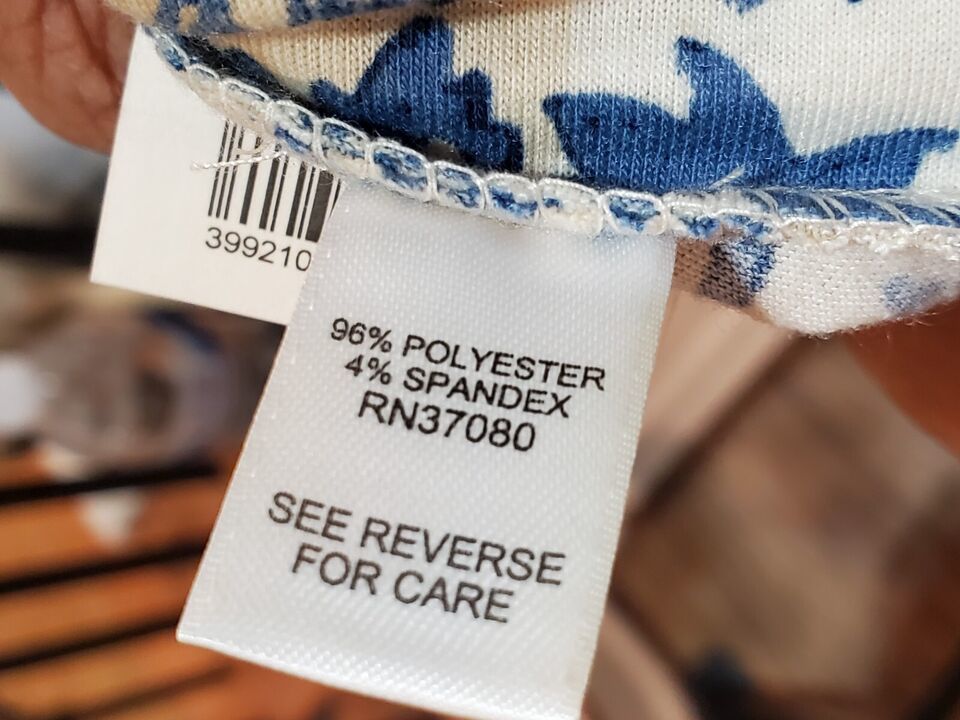 399210
96% POLYESTER
4% SPANDEX
RN37080
SEE REVERSE
FOR CARE